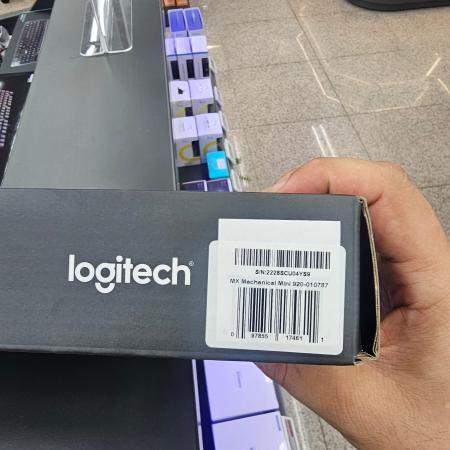 logitech
S/N:2228SCU04YS9
MX Mechanical Mini 920-010787
0 97855 17461 1